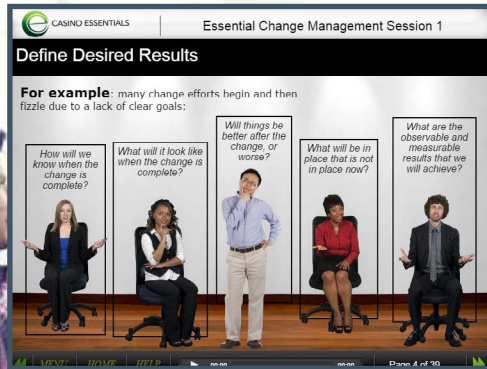 CASINO ESSENTIALS
Essential Change Management Session 1
Define Desired Results
For example: many change efforts begin and then
fizzle due to a lack of clear goals:
How will we
know when the
change is
complete?
What will it look like
when the change is
complete?
Will things be
better after the
change, or
worse?
What will be in
place that is not
in place now?
What are the
observable and
measurable
results that we
will achieve?
MENU HOME HELP 00:00 00:00 Page 4 of 39